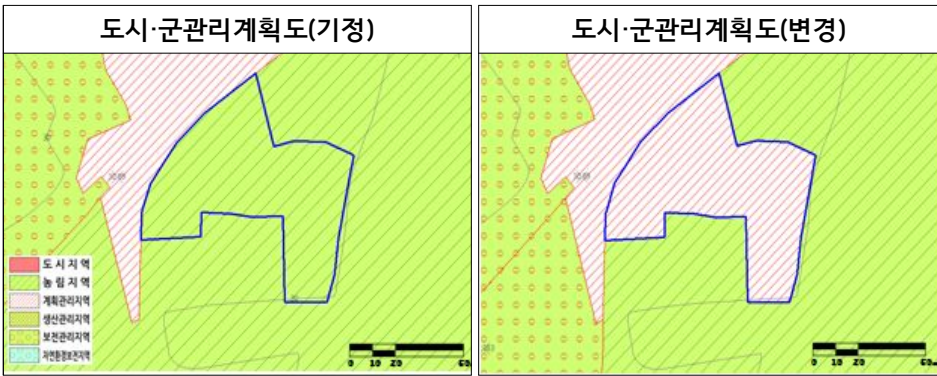 도시·군관리계획도(기정)
도시·군관리계획도(변경)
도 시 지 역
농 림 지 역
계획관리지역
생산관리지역
보전관리지역
자연환경보전지역
0 10 20
0 10 20